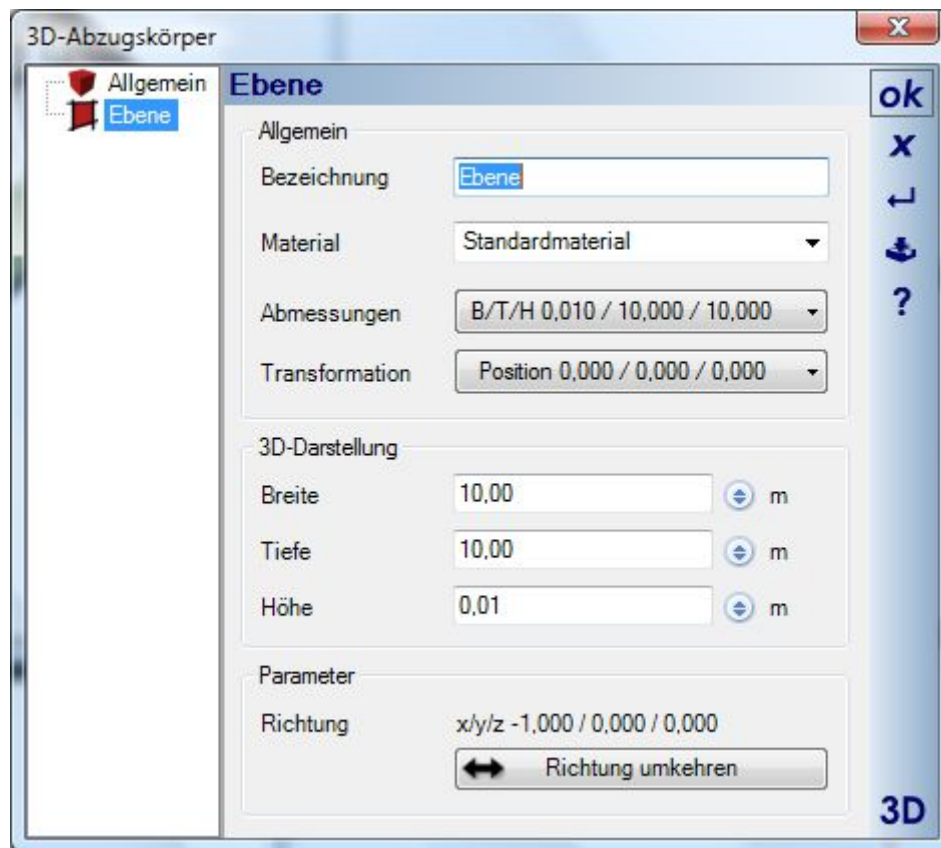 3D-Abzugskörper
Allgemein
Ebene
Ebene
Allgemein
Bezeichnung Ebene
Material Standardmaterial
Abmessungen B/T/H 0,010 / 10,000 / 10,000
Transformation Position 0,000 / 0,000 / 0,000
3D-Darstellung
Breite 10,00 m
Tiefe 10,00 m
Höhe 0,01 m
Parameter
Richtung x/y/z -1,000 / 0,000 / 0,000
Richtung umkehren
ok
x
?
3D